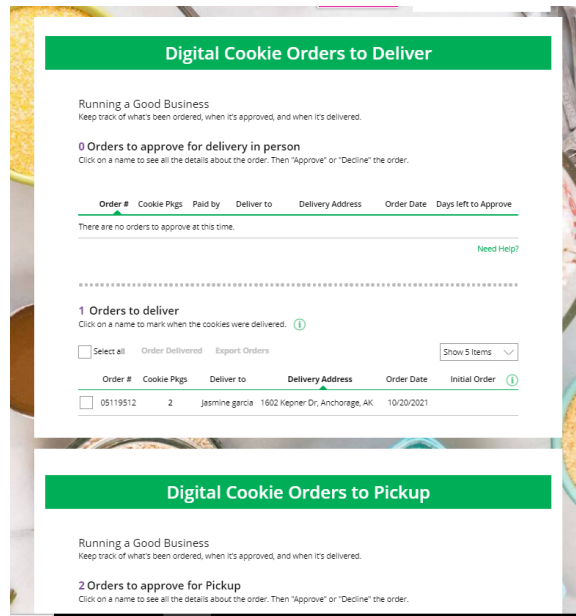 Digital Cookie Orders to Deliver
Running a Good Business
Keep track of what's been ordered, when it's approved, and when it's delivered.
0 Orders to approve for delivery in person
Click on a name to see all the details about the order. Then "Approve" or "Decline" the order.
Order # Cookie Pkgs Paid by Deliver to Delivery Address Order Date Days left to Approve
There are no orders to approve at this time.
Need Help?
1 Orders to deliver
Click on a name to mark when the cookies were delivered. i
Select all Order Delivered Export Orders Show 5 Items
Order # Cookie Pkgs Deliver to Delivery Address Order Date Initial Order i
05119512 2 Jasmine garcia 1602 Kepner Dr, Anchorage, AK 10/20/2021
Digital Cookie Orders to Pickup
Running a Good Business
Keep track of what's been ordered, when it's approved, and when it's delivered.
2 Orders to approve for Pickup
Click on a name to see all the details about the order. Then "Approve" or "Decline" the order.